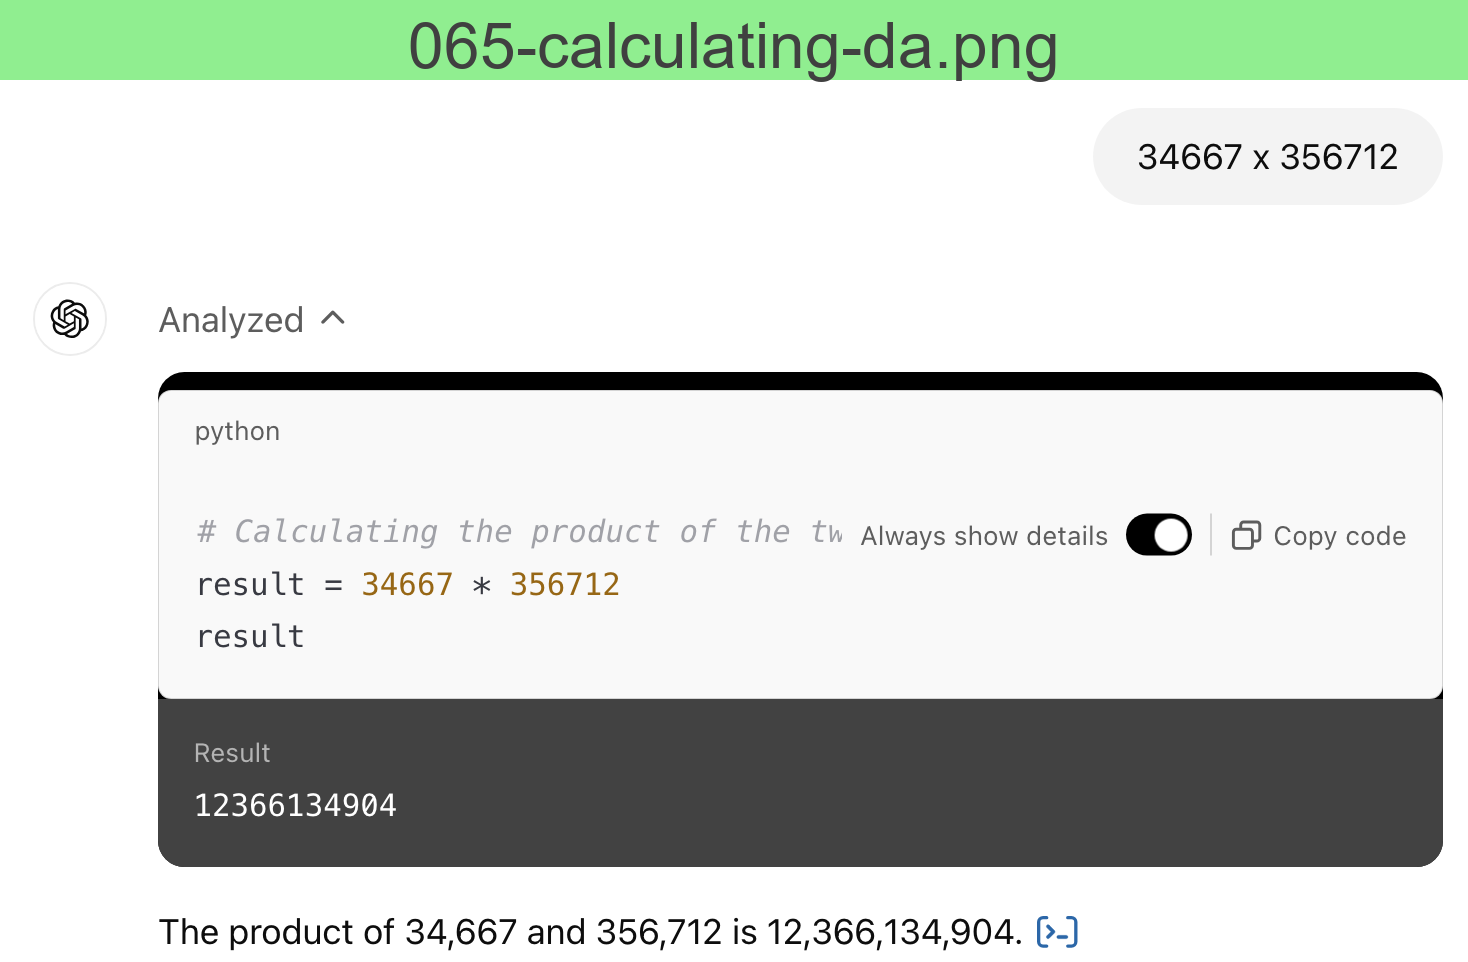 065-calculating-da.png
34667 x 356712
Analyzed
python
# Calculating the product of the
Always show details
Copy code
result = 34667 * 356712
result
Result
12366134904
The product of 34,667 and 356,712 is 12,366,134,904.